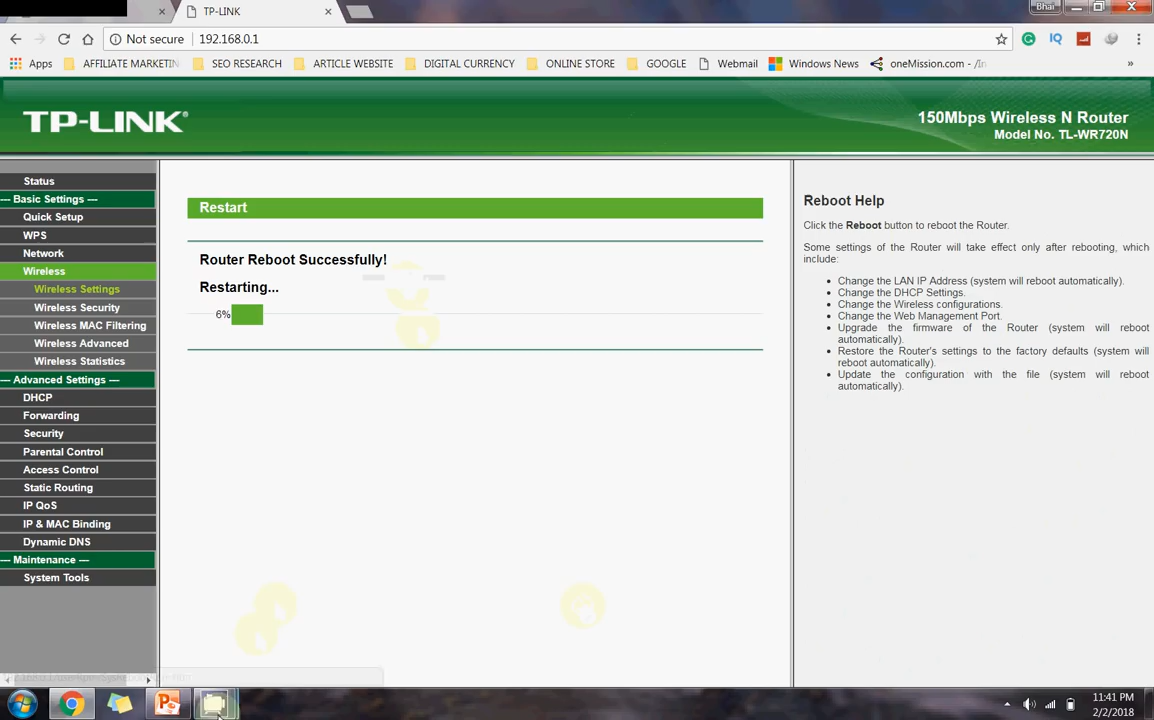 TP-LINK
Bhai
Not secure 192.168.0.1
IQ
Apps
AFFILIATE MARKETIN
SEO RESEARCH
ARTICLE WEBSITE
DIGITAL CURRENCY
ONLINE STORE
GOOGLE
Webmail
Windows News
oneMission.com - /In
»
TP-LINK®
150Mbps Wireless N Router
Model No. TL-WR720N
Status
--- Basic Settings ---
Quick Setup
WPS
Network
Wireless
Wireless Settings
Wireless Security
Wireless MAC Filtering
Wireless Advanced
Wireless Statistics
--- Advanced Settings ---
DHCP
Forwarding
Security
Parental Control
Access Control
Static Routing
IP QoS
IP & MAC Binding
Dynamic DNS
--- Maintenance ---
System Tools
Restart
Router Reboot Successfully!
Restarting...
6%
Reboot Help
Click the Reboot button to reboot the Router.
Some settings of the Router will take effect only after rebooting, which
include:
• Change the LAN IP Address (system will reboot automatically).
• Change the DHCP Settings.
• Change the Wireless configurations.
• Change the Web Management Port.
• Upgrade the firmware of the Router (system will reboot
automatically).
• Restore the Router's settings to the factory defaults (system will
reboot automatically).
• Update the configuration with the file (system will reboot
automatically).
11:41 PM
2/2/2018